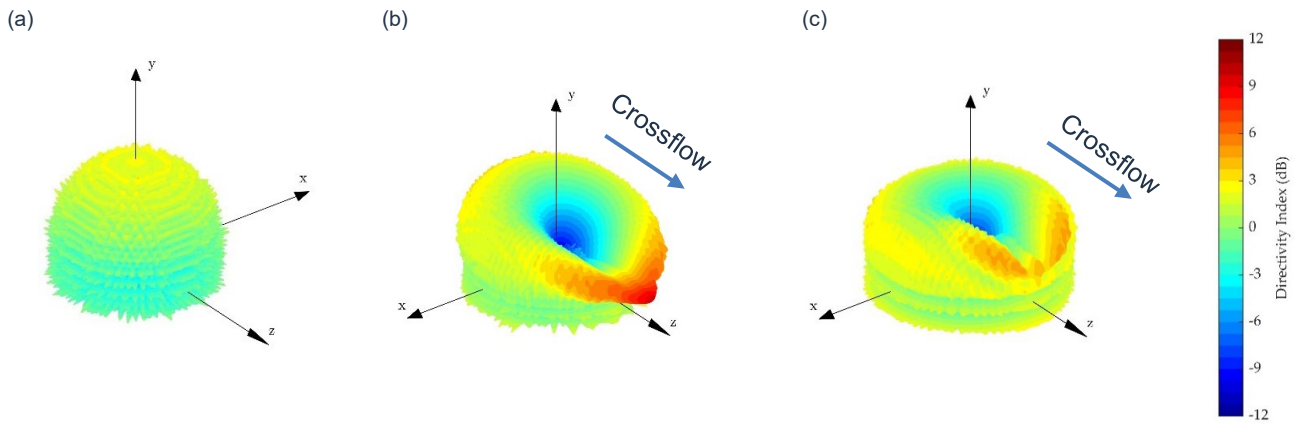 (a)
(b)
(c)
y
x
z
y
Crossflow
x
z
y
Crossflow
x
z
12
9
6
3
0
-3
-6
-9
-12
Directivity Index (dB)